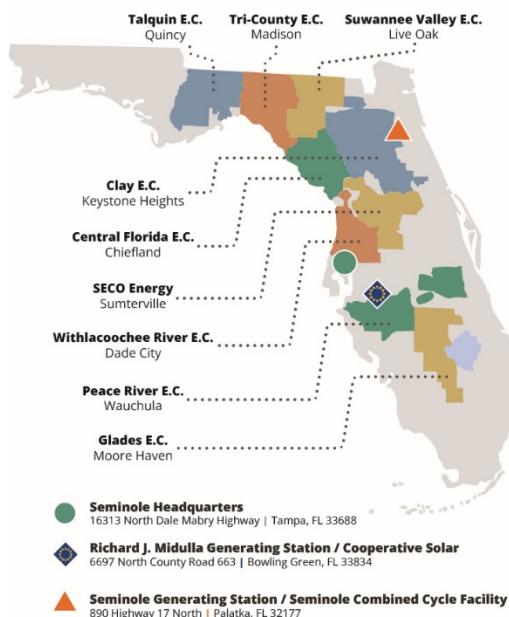 Talquin E.C.
Quincy
Tri-County E.C.
Madison
Suwannee Valley E.C.
Live Oak
Clay E.C.
Keystone Heights
Central Florida E.C.
Chiefland
SECO Energy
Sumterville
Withlacoochee River E.C.
Dade City
Peace River E.C.
Wauchula
Glades E.C.
Moore Haven
Seminole Headquarters
16313 North Dale Mabry Highway | Tampa, FL 33688
Richard J. Midulla Generating Station / Cooperative Solar
6697 North County Road 663 | Bowling Green, FL 33834
Seminole Generating Station / Seminole Combined Cycle Facility
890 Highway 17 North | Palatka, FL 32177